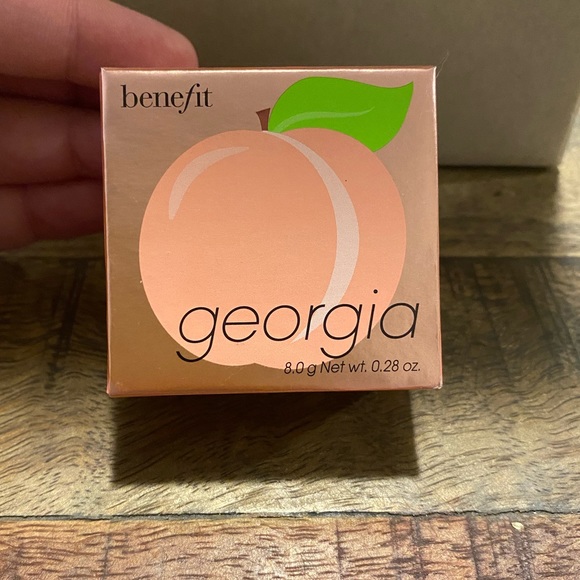 benefit
georgia
8.0 g Net wt. 0.28 oz.